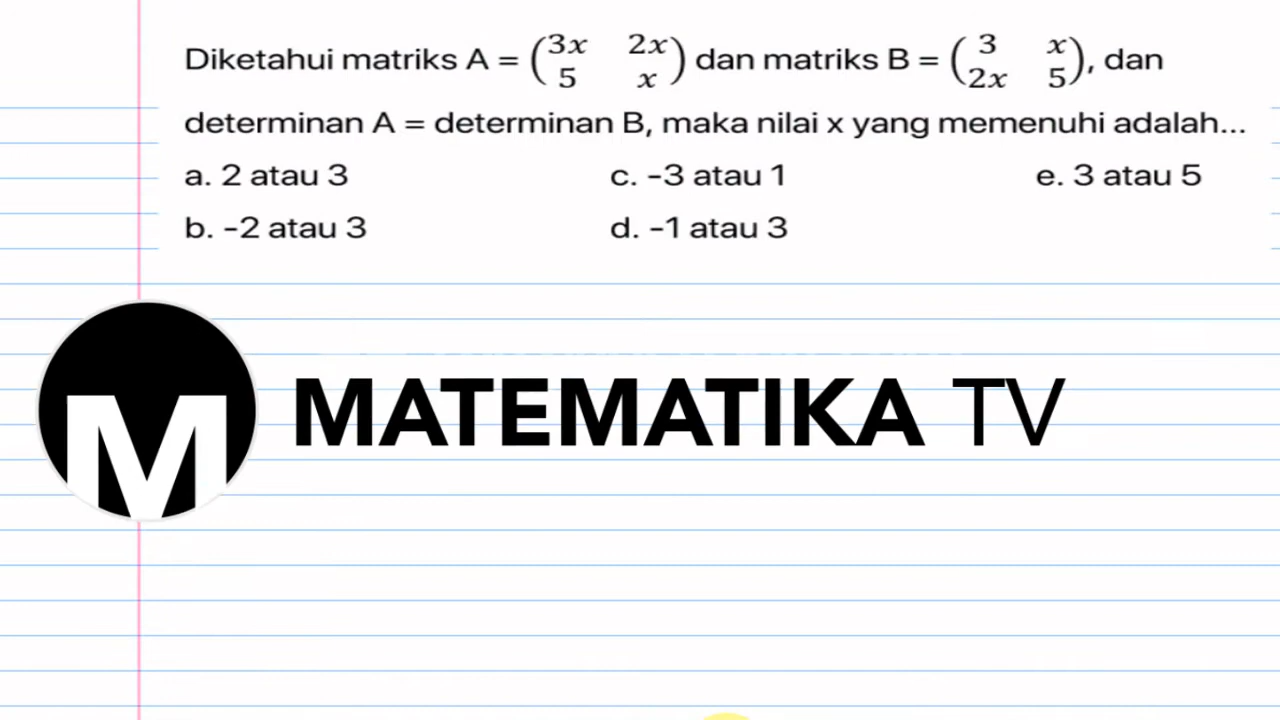 Diketahui matriks A = (3x 2x
5 x) dan matriks B = (3 x
2x 5), dan
determinan A = determinan B, maka nilai x yang memenuhi adalah...
a. 2 atau 3 c. -3 atau 1 e. 3 atau 5
b. -2 atau 3 d. -1 atau 3
M MATEMATIKA TV